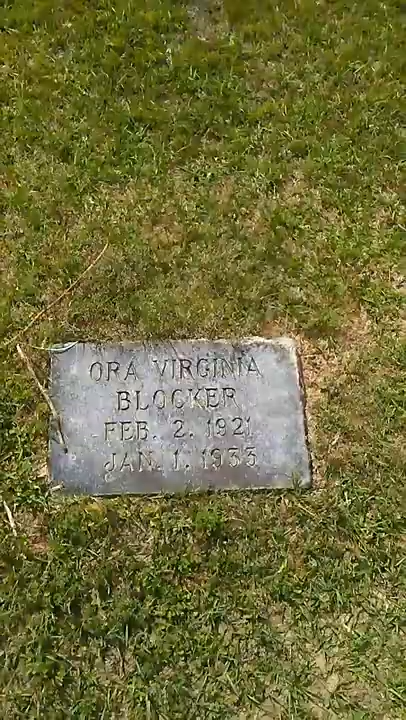 ORA VIRGINIA
BLOCKER
FEB. 2. 1921
JAN. 1. 1933